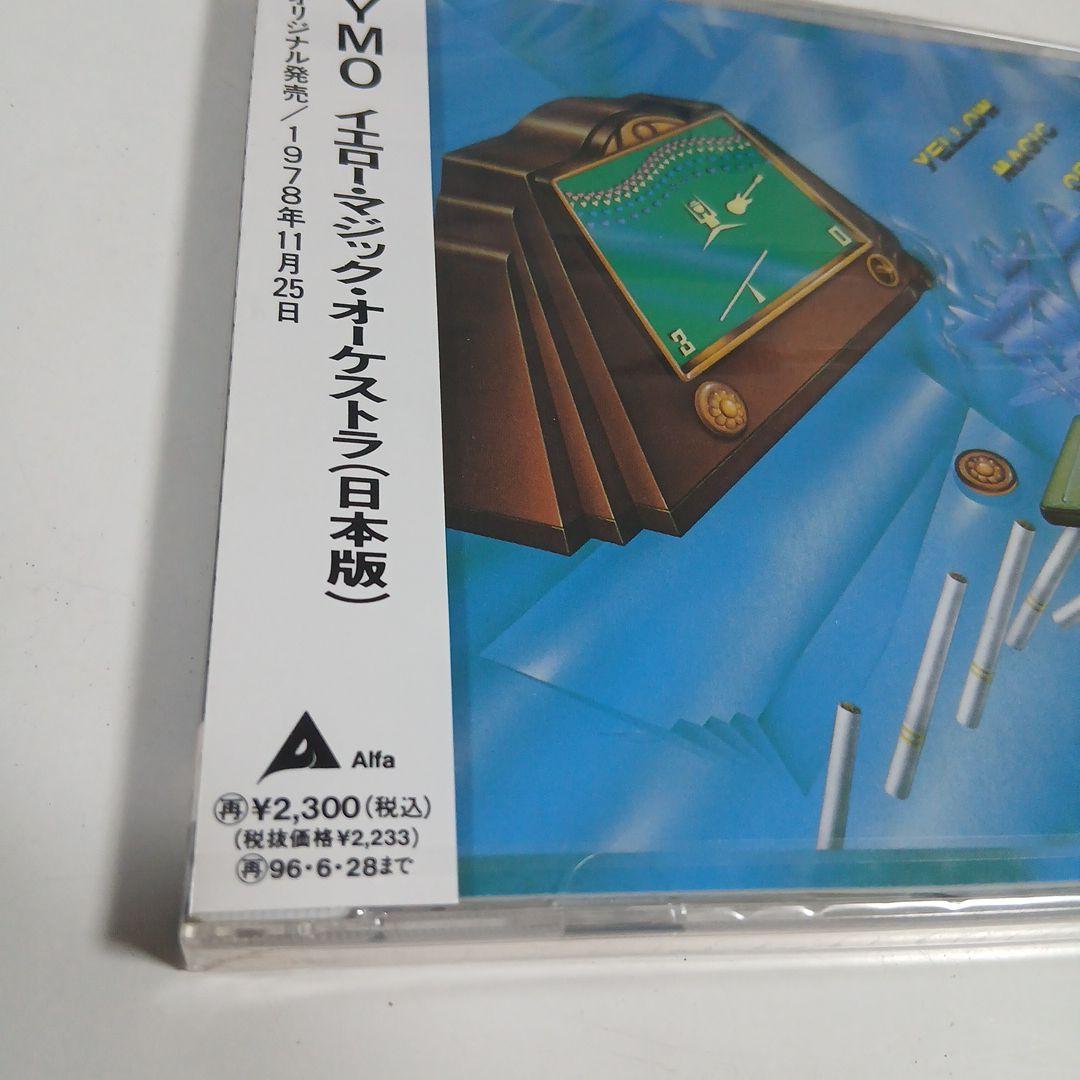 YMO イエロー・マジック・オーケストラ(日本版)
オリジナル発売/1978年11月25日
Alfa
再¥2,300(税込)
(税抜価格¥2,233)
再96・6・28まで
YELLOW
MAGIC